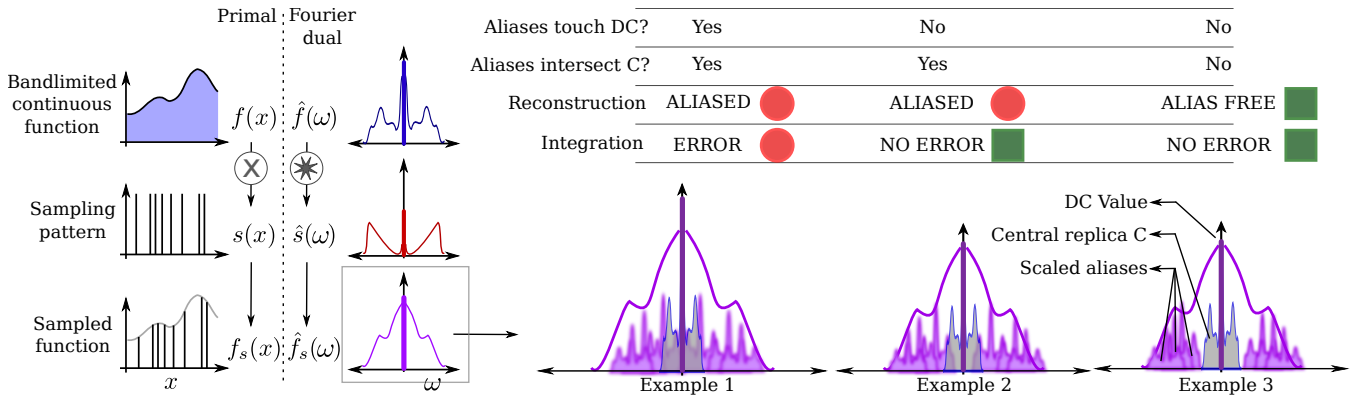 Primal
Fourier
dual
Bandlimited
continuous
function
f(x)
f̂(ω)
X
Sampling
pattern
s(x)
ŝ(ω)
Sampled
function
fₛ(x)
f̂ₛ(ω)
x
ω
Aliases touch DC? Yes No No
Aliases intersect C? Yes Yes No
Reconstruction ALIASED ALIASED ALIAS FREE
Integration ERROR NO ERROR NO ERROR
DC Value
Central replica C
Scaled aliases
Example 1
Example 2
Example 3